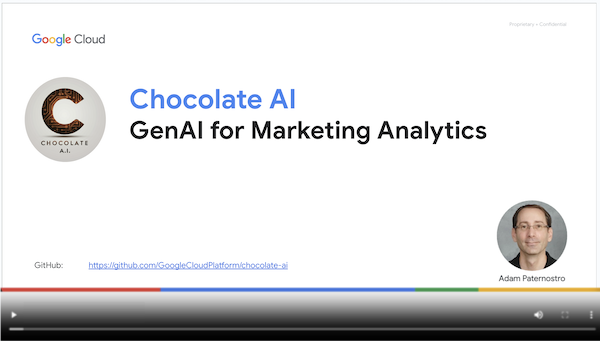 Proprietary + Confidential
Google Cloud
Chocolate AI
GenAI for Marketing Analytics
C
CHOCOLATE
A.I.
GitHub: https://github.com/GoogleCloudPlatform/chocolate-ai
Adam Paternostro